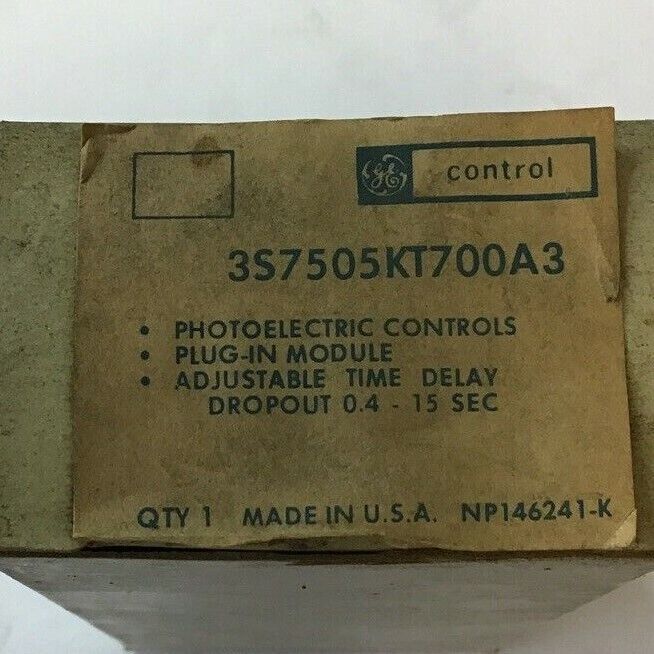 GE control
3S7505KT700A3
• PHOTOELECTRIC CONTROLS
• PLUG-IN MODULE
• ADJUSTABLE TIME DELAY
DROPOUT 0.4 - 15 SEC
QTY 1 MADE IN U.S.A. NP146241-K